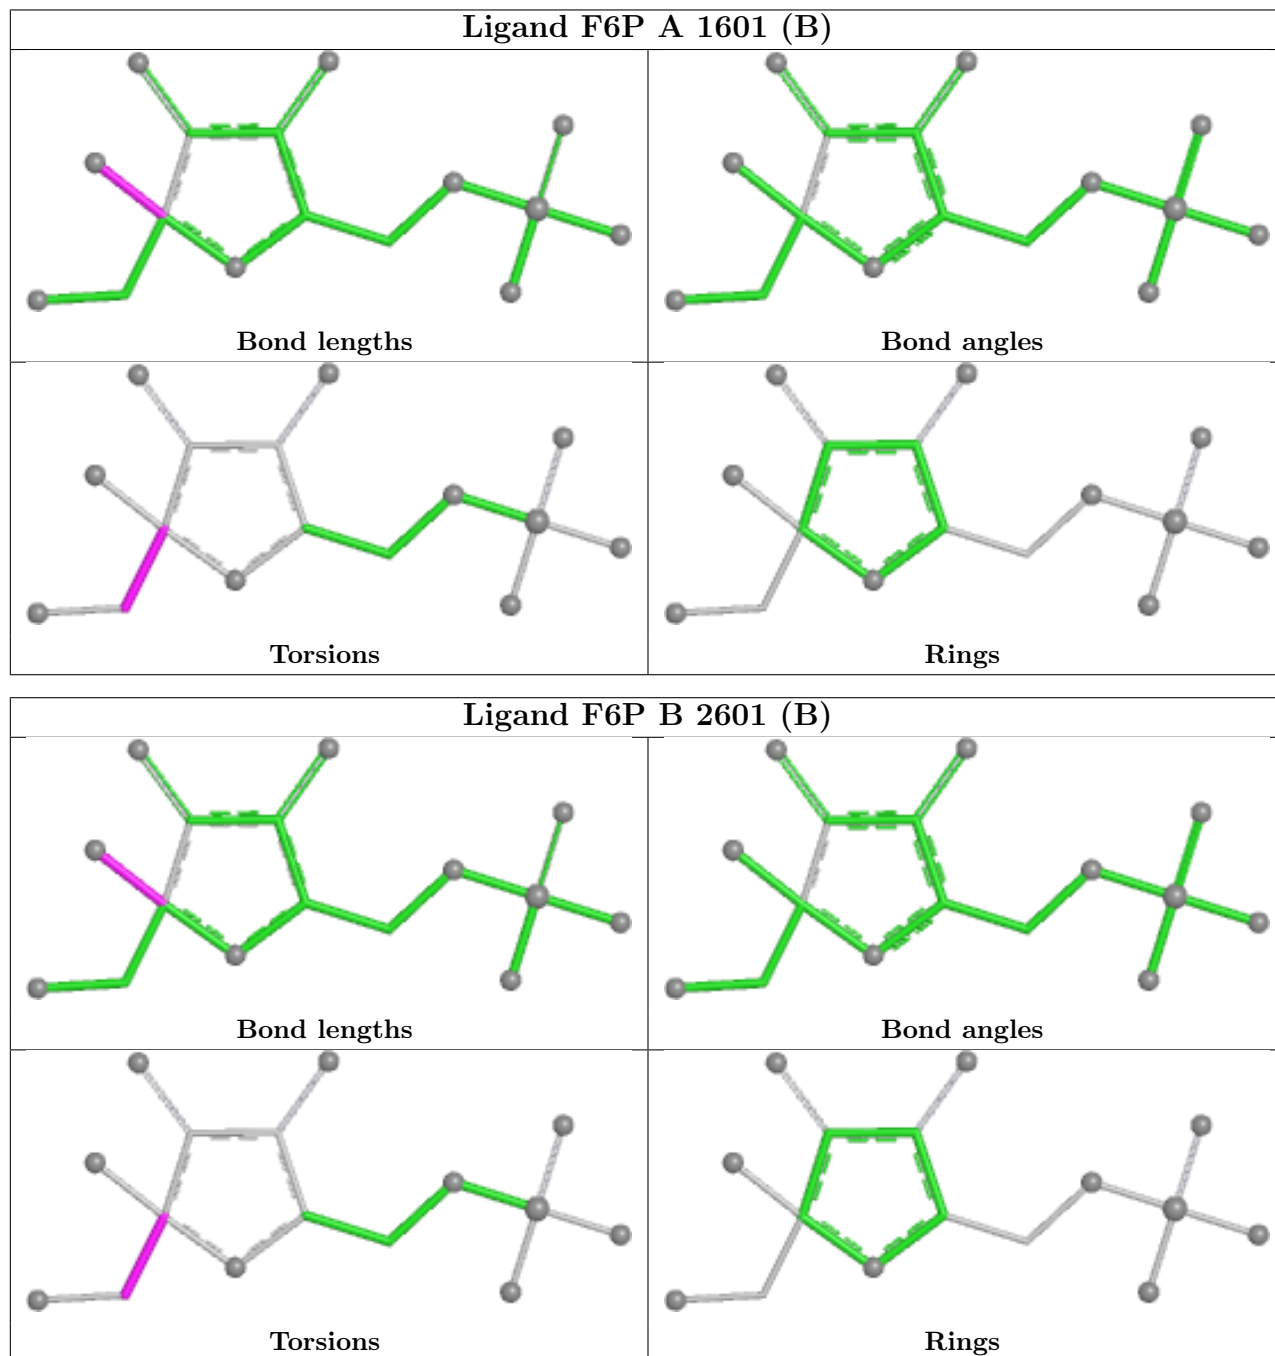 Ligand F6P A 1601 (B)
Bond lengths
Bond angles
Torsions
Rings
Ligand F6P B 2601 (B)
Bond lengths
Bond angles
Torsions
Rings